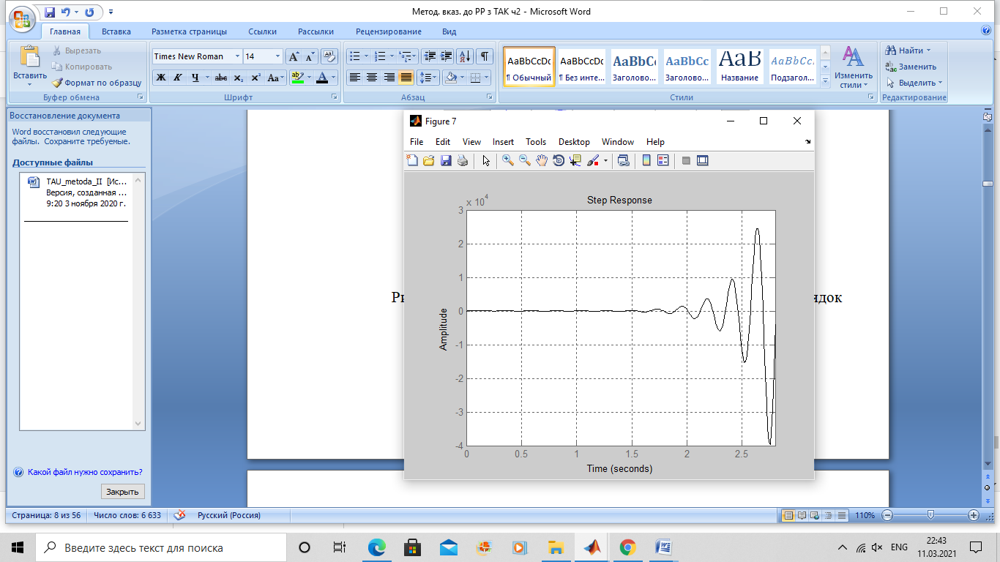 Метод. вказ. до РР з ТАК ч2 - Microsoft Word
Главная Вставка Разметка страницы Ссылки Рассылки Рецензирование Вид
Вставить
Вырезать
Копировать
Формат по образцу
Буфер обмена
Times New Roman 14
Ж К Ч abc x₂ x² Aa
Шрифт
Абзац
AaBbCcDc AaBbCcDc AaBbC AaBbCc AaB AaBbCc.
¶ Обычный ¶ Без инте... Заголово... Заголово... Название Подзагол...
Стили
Изменить
стили
Найти
Заменить
Выделить
Редактирование
Восстановление документа
Word восстановил следующие
файлы. Сохраните требуемые.
Доступные файлы
TAU_metoda_II [Ис...
Версия, созданная ...
9:20 3 ноября 2020 г.
Какой файл нужно сохранить?
Закрыть
ядок
Figure 7
File Edit View Insert Tools Desktop Window Help
x 10⁴
Step Response
3
2
1
0
-1
-2
-3
-4
Amplitude
0 0.5 1 1.5 2 2.5
Time (seconds)
Страница: 8 из 56 Число слов: 6 633 Русский (Россия) 110%
Введите здесь текст для поиска
ENG
22:43
11.03.2021